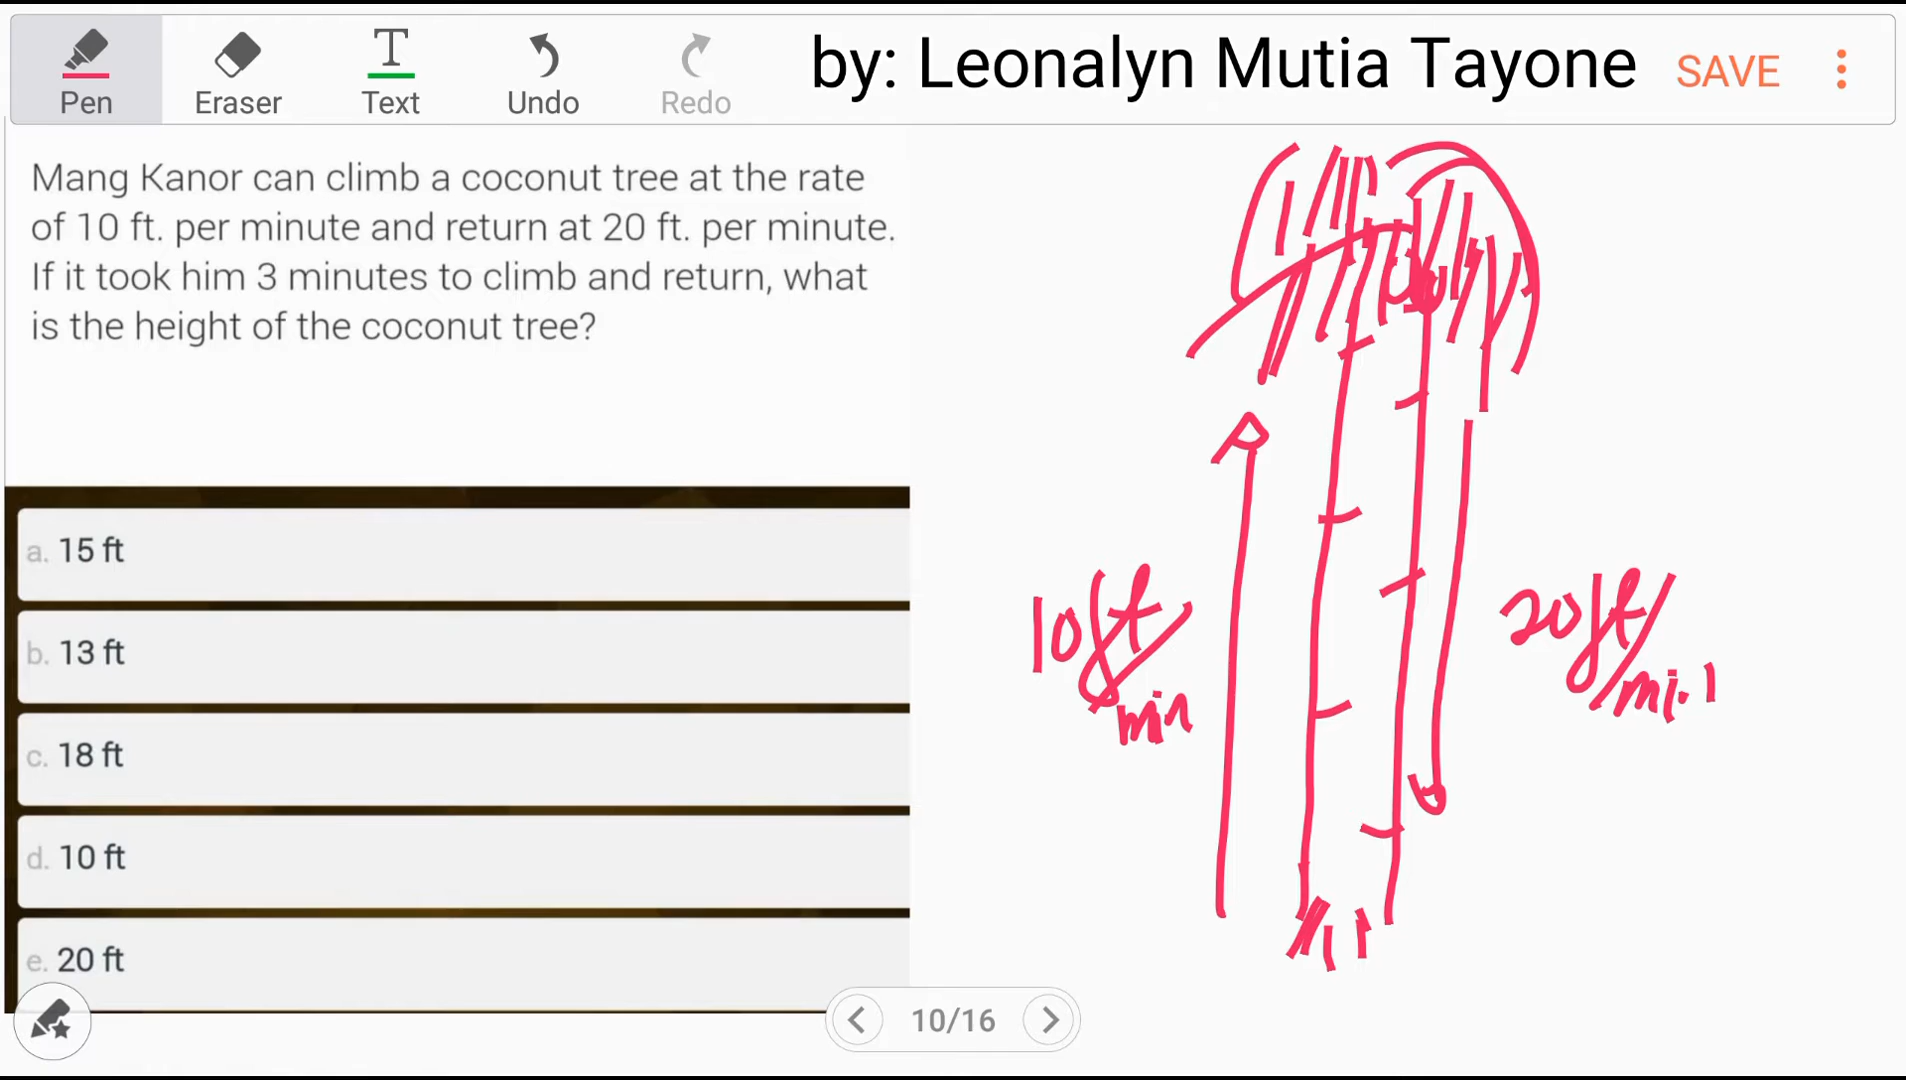 Pen
Eraser
Text
Undo
Redo
by: Leonalyn Mutia Tayone
SAVE
Mang Kanor can climb a coconut tree at the rate
of 10 ft. per minute and return at 20 ft. per minute.
If it took him 3 minutes to climb and return, what
is the height of the coconut tree?
a. 15 ft
b. 13 ft
c. 18 ft
d. 10 ft
e. 20 ft
10ft/
min
20ft/
min
10/16